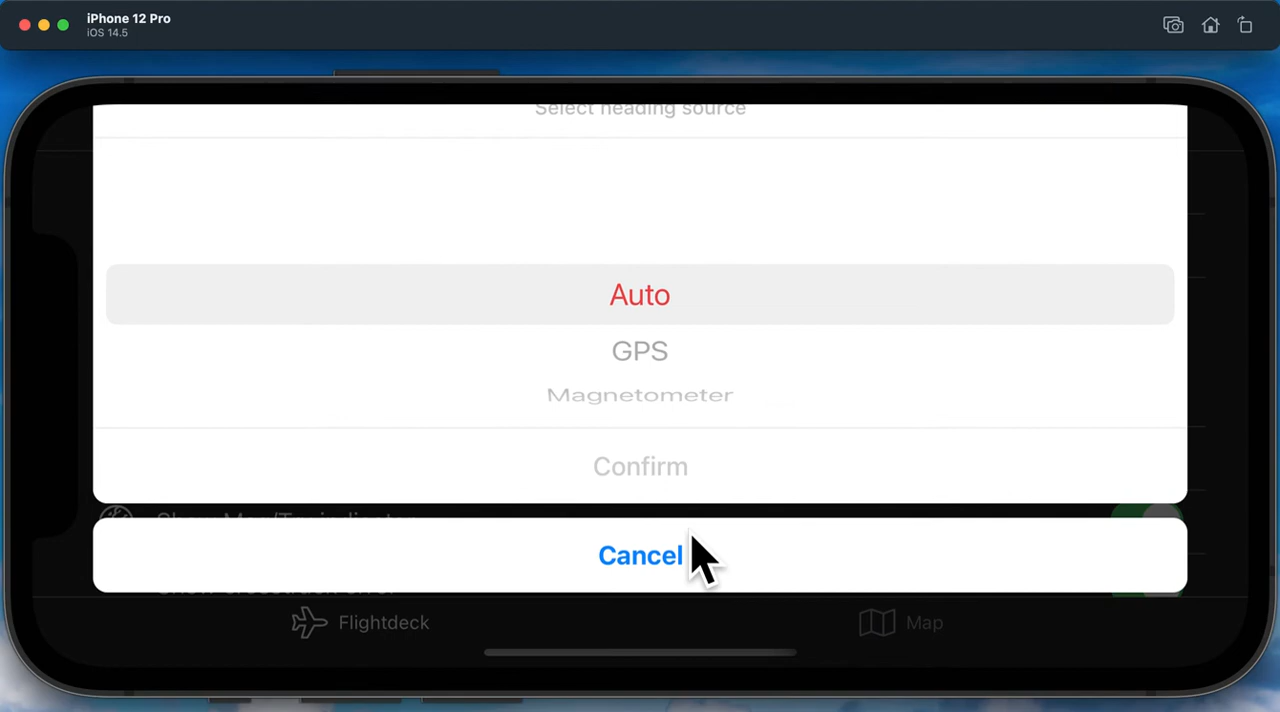 iPhone 12 Pro
iOS 14.5
Select heading source
Auto
GPS
Magnetometer
Confirm
Cancel
Flightdeck
Map